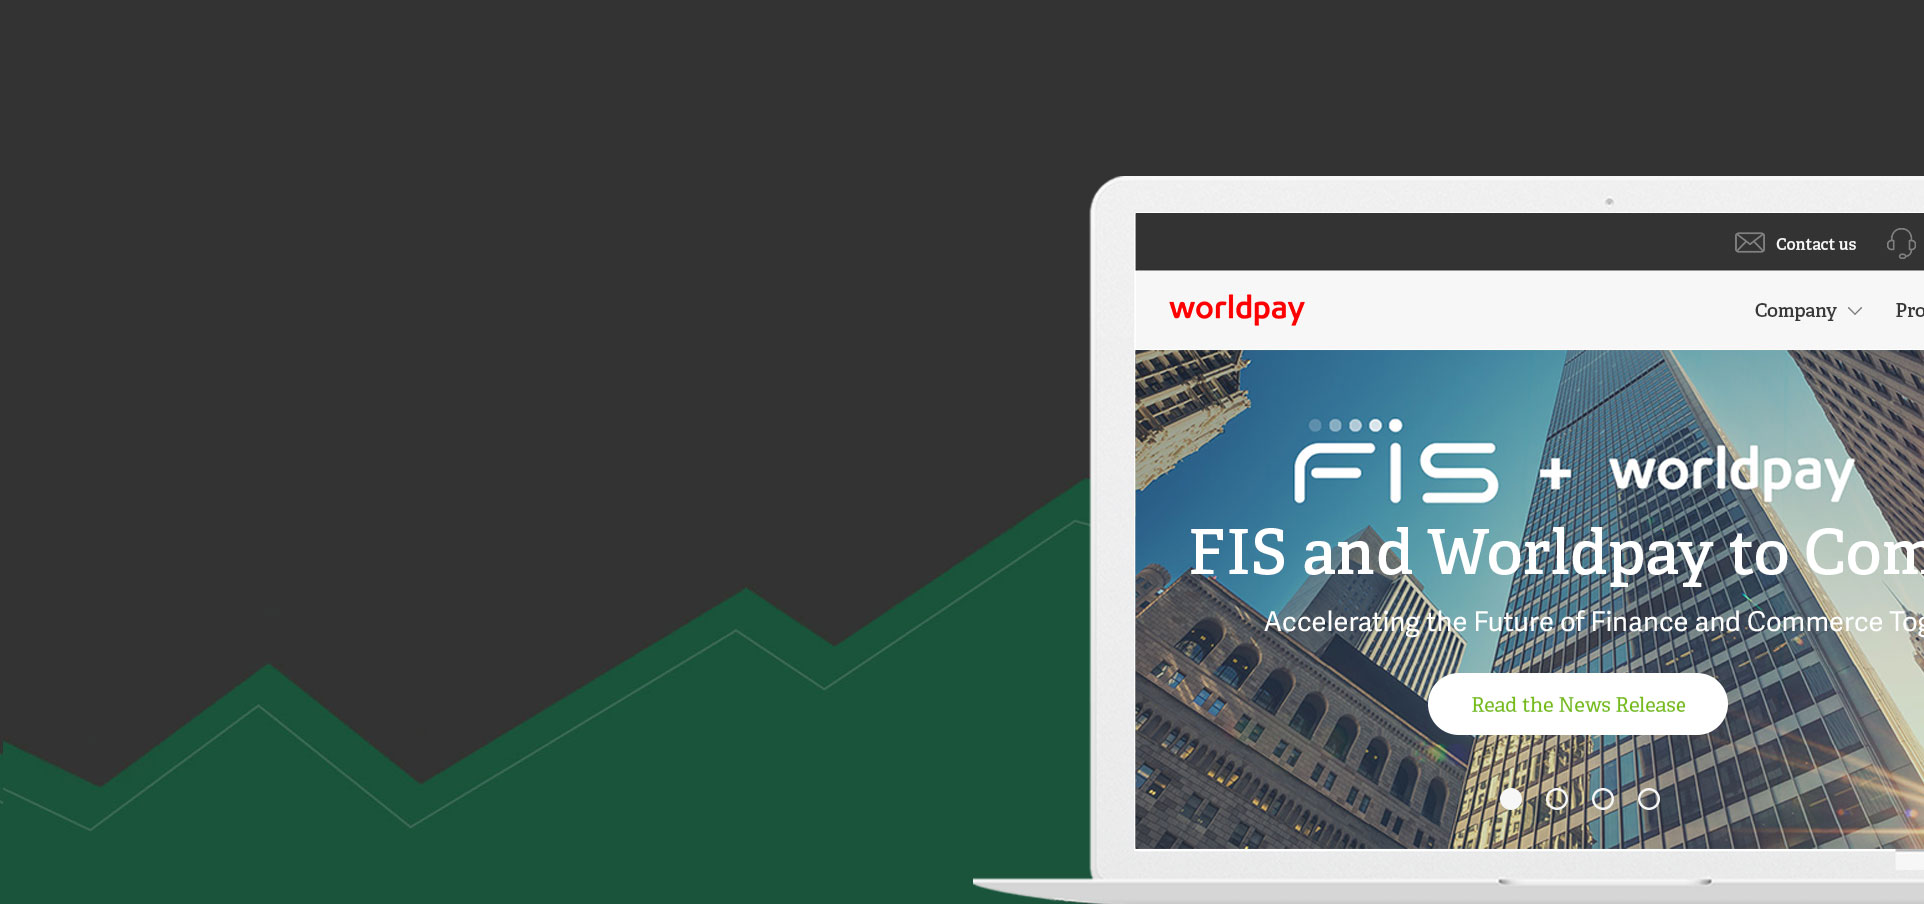 Contact us
worldpay
Company
Pro
FIS + worldpay
FIS and Worldpay to Com
Accelerating the Future of Finance and Commerce Tog
Read the News Release